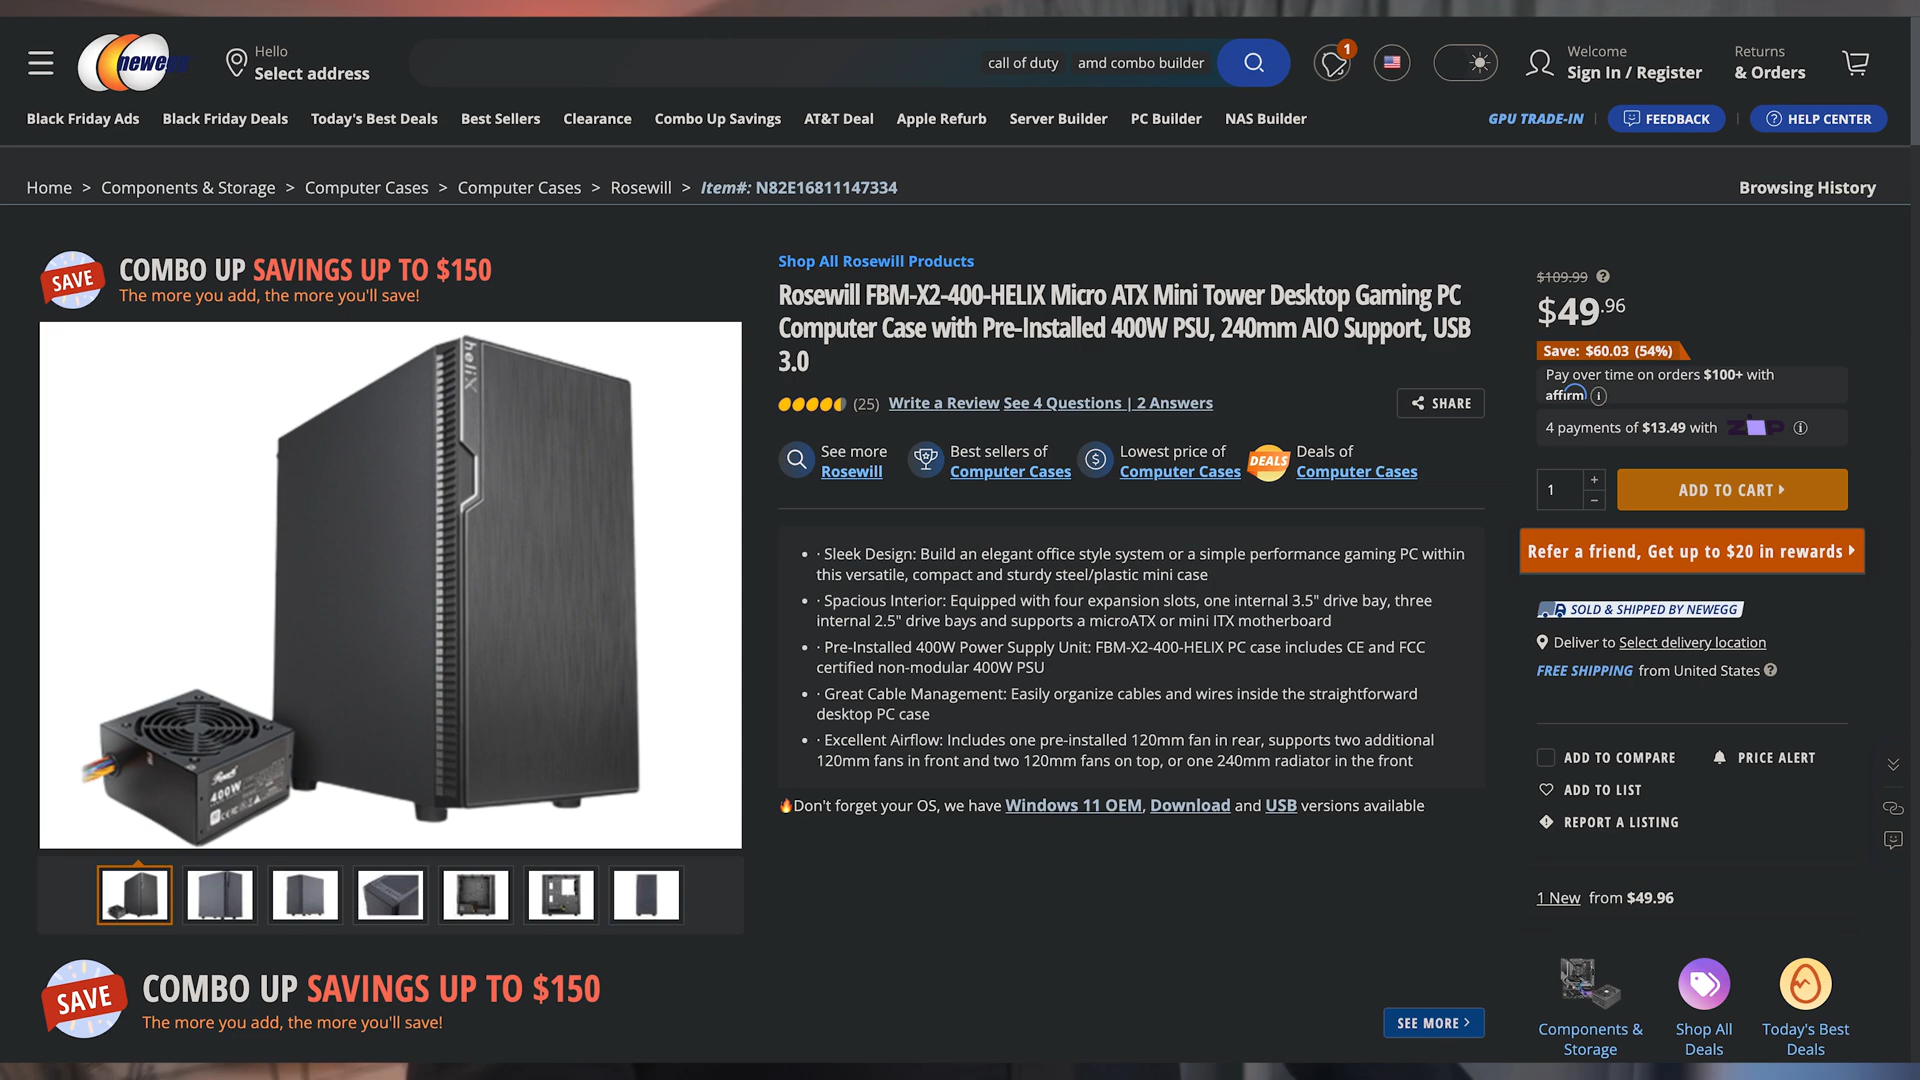 newegg
Hello
Select address
call of duty
amd combo builder
1
Welcome
Sign In / Register
Returns
& Orders
Black Friday Ads
Black Friday Deals
Today's Best Deals
Best Sellers
Clearance
Combo Up Savings
AT&T Deal
Apple Refurb
Server Builder
PC Builder
NAS Builder
GPU TRADE-IN
FEEDBACK
HELP CENTER
Home > Components & Storage > Computer Cases > Computer Cases > Rosewill > Item#: N82E16811147334
Browsing History
SAVE
COMBO UP SAVINGS UP TO $150
The more you add, the more you'll save!
heliX
400W
Shop All Rosewill Products
Rosewill FBM-X2-400-HELIX Micro ATX Mini Tower Desktop Gaming PC
Computer Case with Pre-Installed 400W PSU, 240mm AIO Support, USB
3.0
(25) Write a Review See 4 Questions | 2 Answers
SHARE
See more
Rosewill
Best sellers of
Computer Cases
Lowest price of
Computer Cases
DEALS
Deals of
Computer Cases
• · Sleek Design: Build an elegant office style system or a simple performance gaming PC within
this versatile, compact and sturdy steel/plastic mini case
• · Spacious Interior: Equipped with four expansion slots, one internal 3.5" drive bay, three
internal 2.5" drive bays and supports a microATX or mini ITX motherboard
• · Pre-Installed 400W Power Supply Unit: FBM-X2-400-HELIX PC case includes CE and FCC
certified non-modular 400W PSU
• · Great Cable Management: Easily organize cables and wires inside the straightforward
desktop PC case
• · Excellent Airflow: Includes one pre-installed 120mm fan in rear, supports two additional
120mm fans in front and two 120mm fans on top, or one 240mm radiator in the front
🔥Don't forget your OS, we have Windows 11 OEM, Download and USB versions available
$109.99
$49.96
Save: $60.03 (54%)
Pay over time on orders $100+ with
affirm
4 payments of $13.49 with ZIP
1
+
−
ADD TO CART
Refer a friend, Get up to $20 in rewards
SOLD & SHIPPED BY NEWEGG
Deliver to Select delivery location
FREE SHIPPING from United States
ADD TO COMPARE
PRICE ALERT
ADD TO LIST
REPORT A LISTING
1 New from $49.96
SAVE
COMBO UP SAVINGS UP TO $150
The more you add, the more you'll save!
SEE MORE
Components &
Storage
Shop All
Deals
Today's Best
Deals